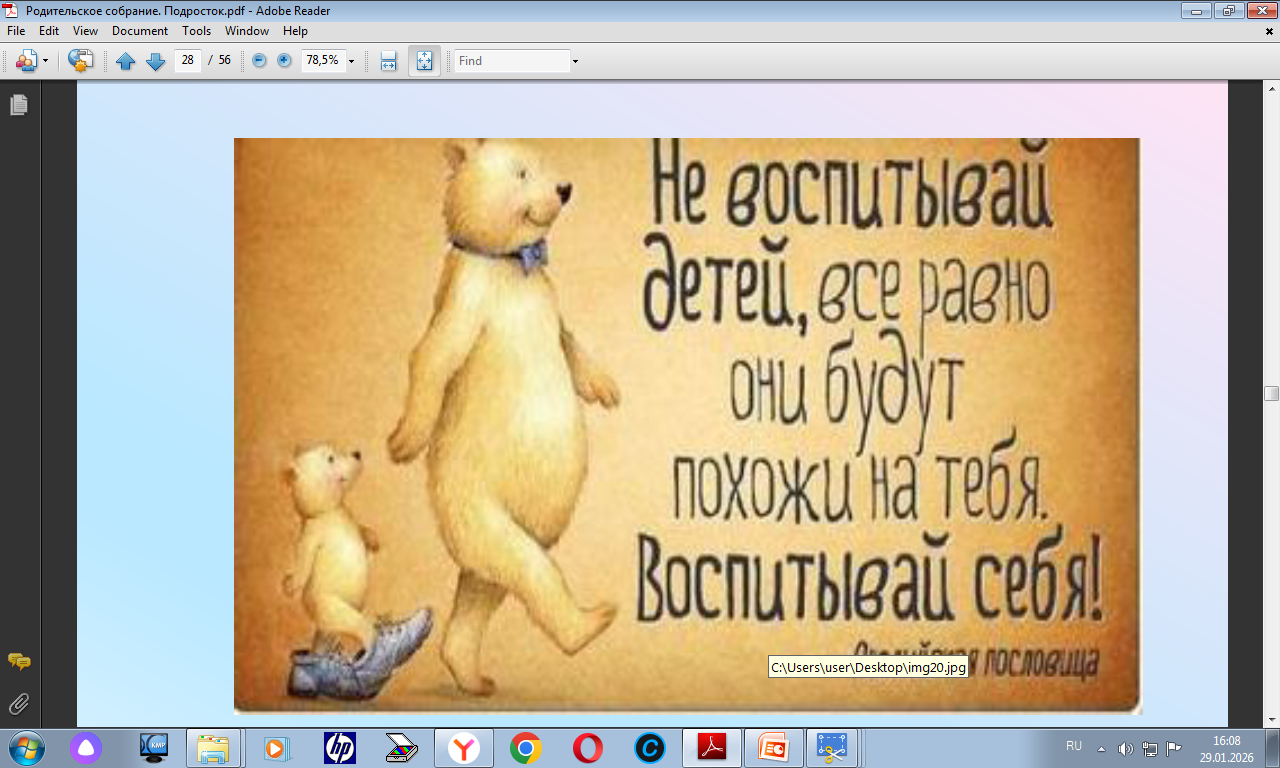 Родительское собрание. Подросток.pdf - Adobe Reader
File Edit View Document Tools Window Help
28 / 56 78,5% Find
Не воспитывай
детей, все равно
они будут
похожи на тебя.
Воспитывай себя!
пословица
C:\Users\user\Desktop\img20.jpg
KMP
hp
RU
16:08
29.01.2026